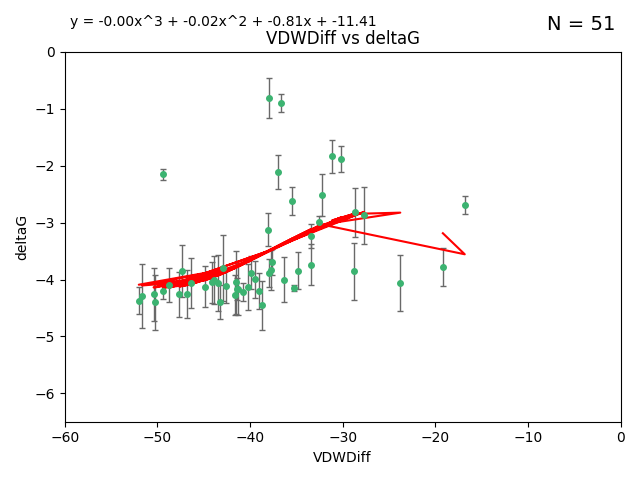 y = -0.00x^3 + -0.02x^2 + -0.81x + -11.41
N = 51
VDWDiff vs deltaG
0
−1
−2
−3
−4
−5
−6
deltaG
−60 −50 −40 −30 −20 −10 0
VDWDiff